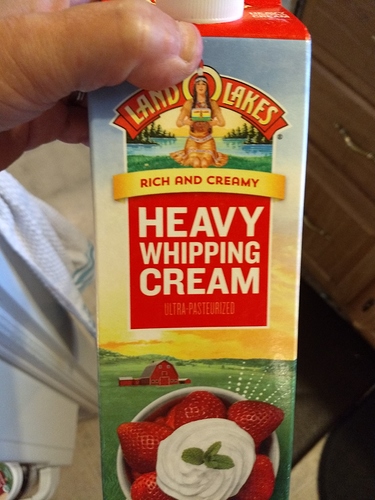 LAND O LAKES
®
RICH AND CREAMY
HEAVY
WHIPPING
CREAM
ULTRA-PASTEURIZED